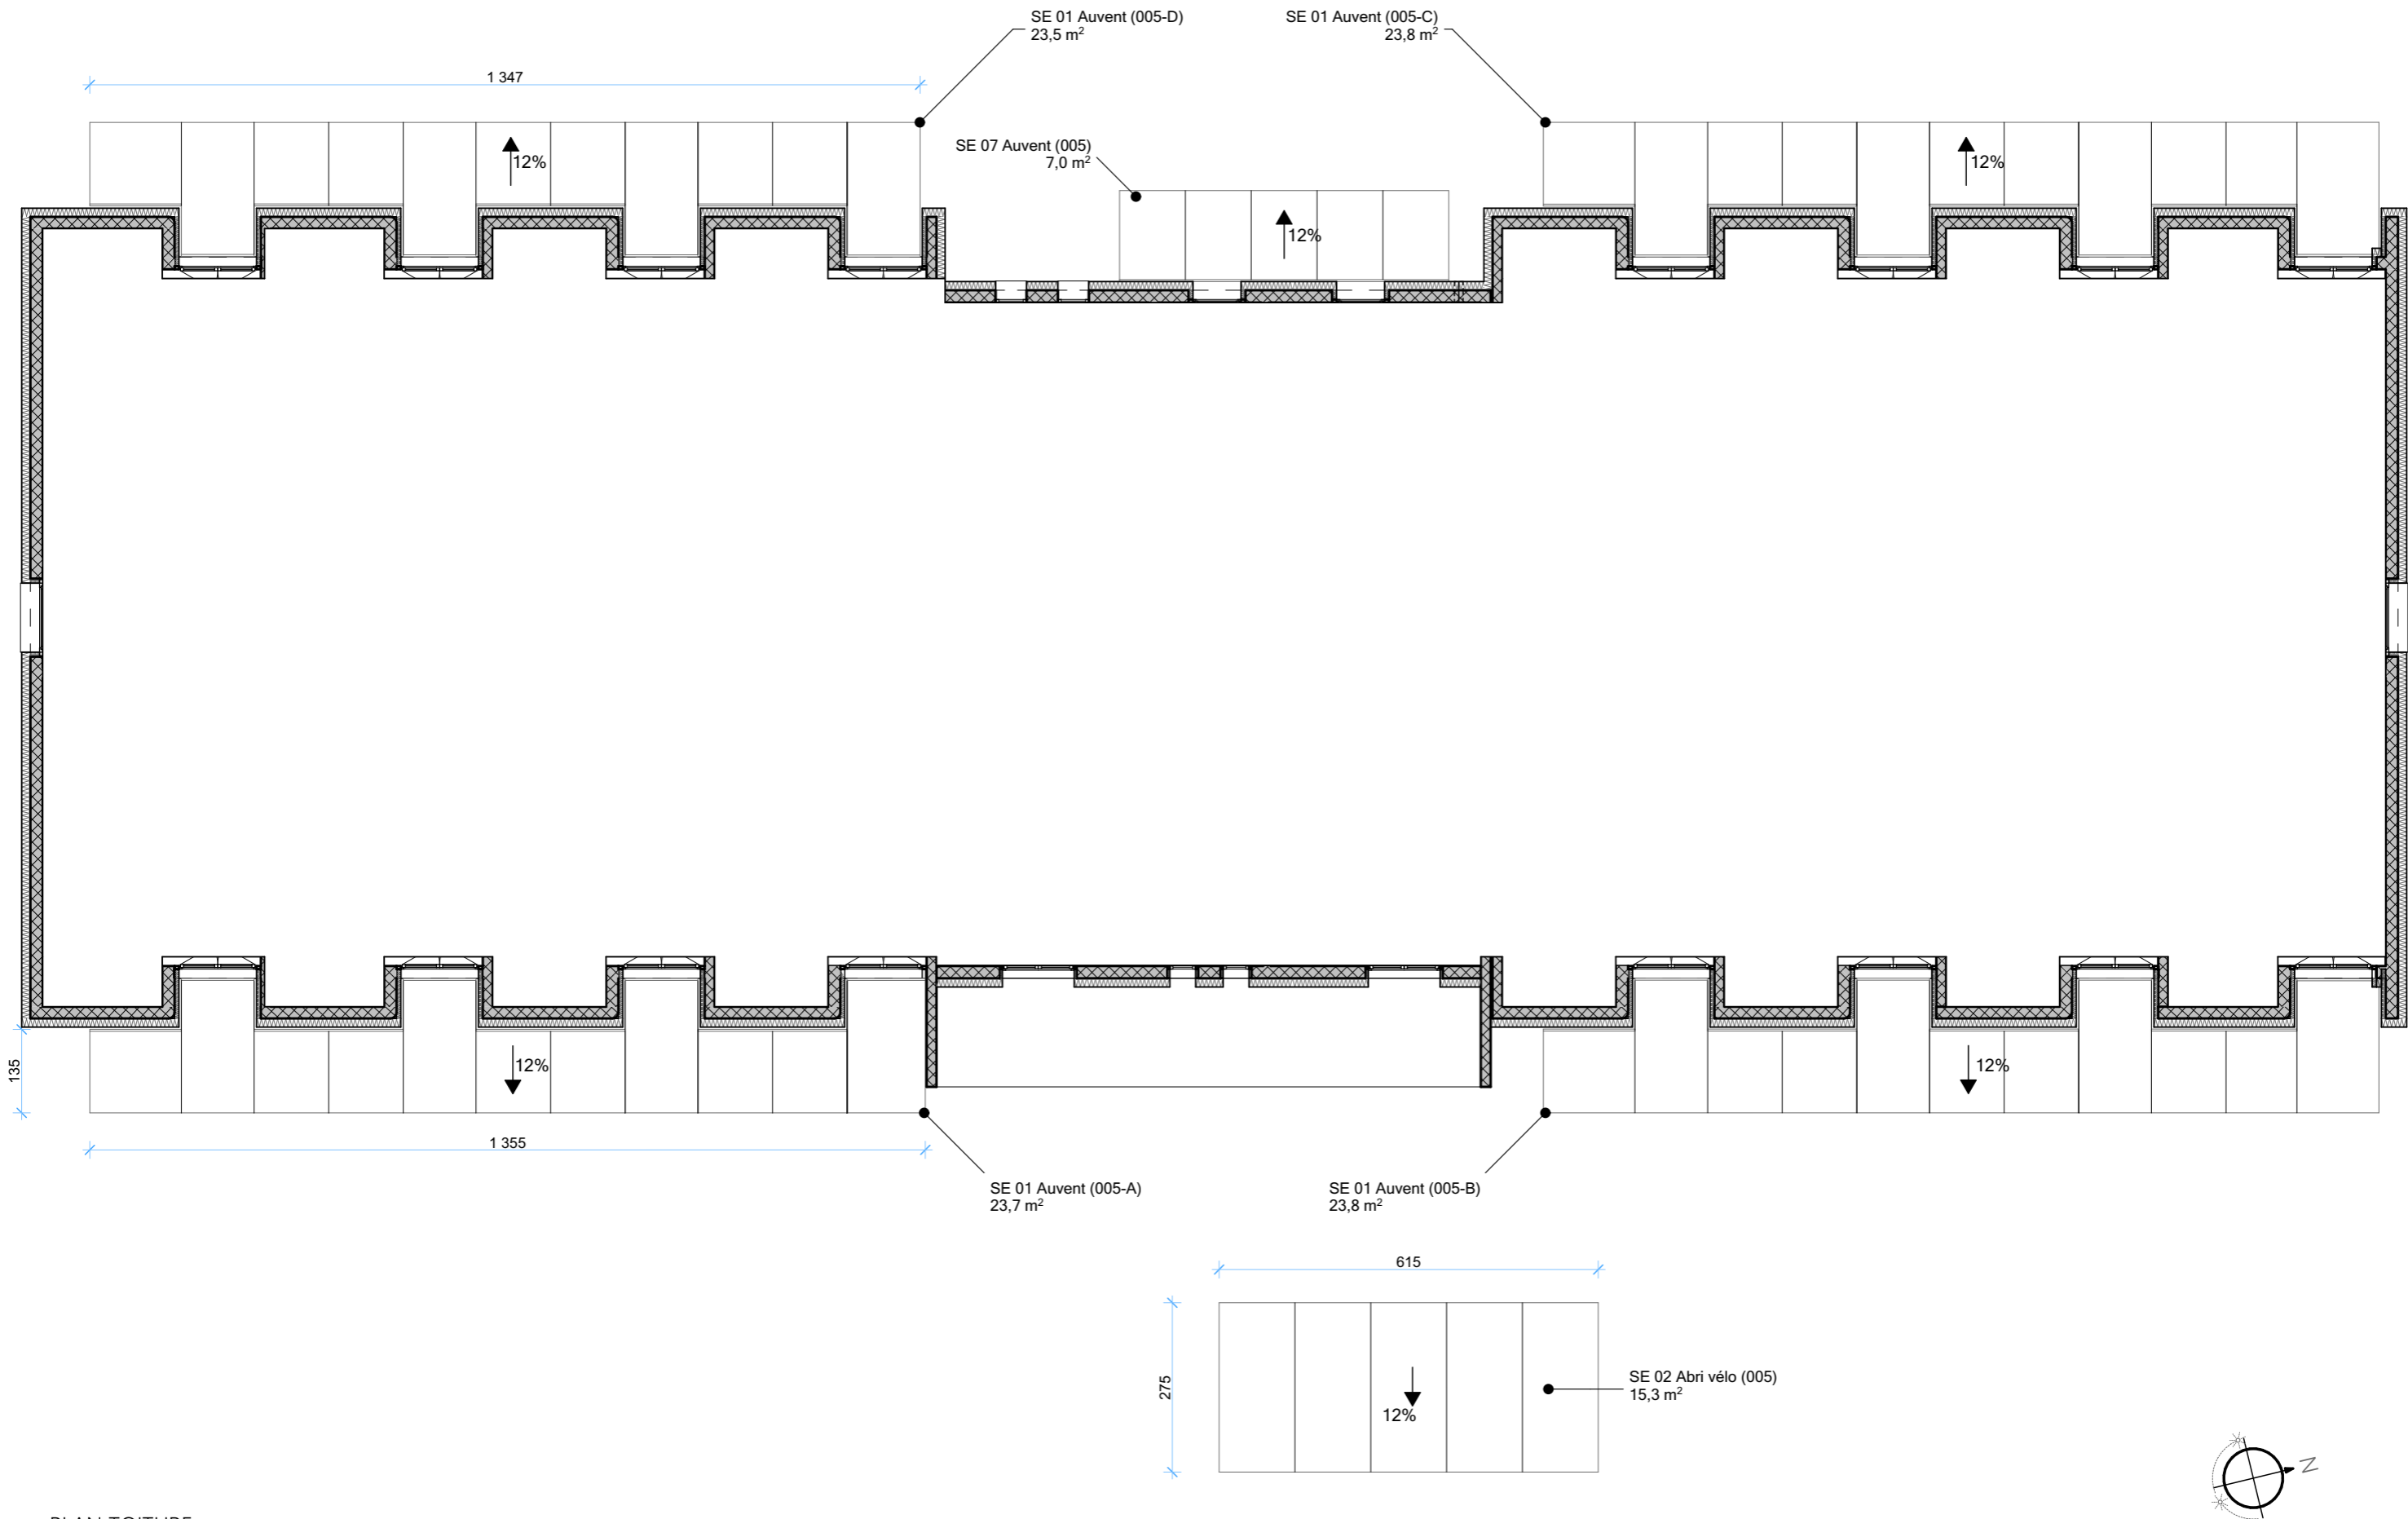 SE 01 Auvent (005-D)
23,5 m²
SE 01 Auvent (005-C)
23,8 m²
1 347
SE 07 Auvent (005)
7,0 m²
12%
12%
12%
135
12%
12%
1 355
SE 01 Auvent (005-A)
23,7 m²
SE 01 Auvent (005-B)
23,8 m²
615
275
12%
SE 02 Abri vélo (005)
15,3 m²
N
PLAN TOITURE